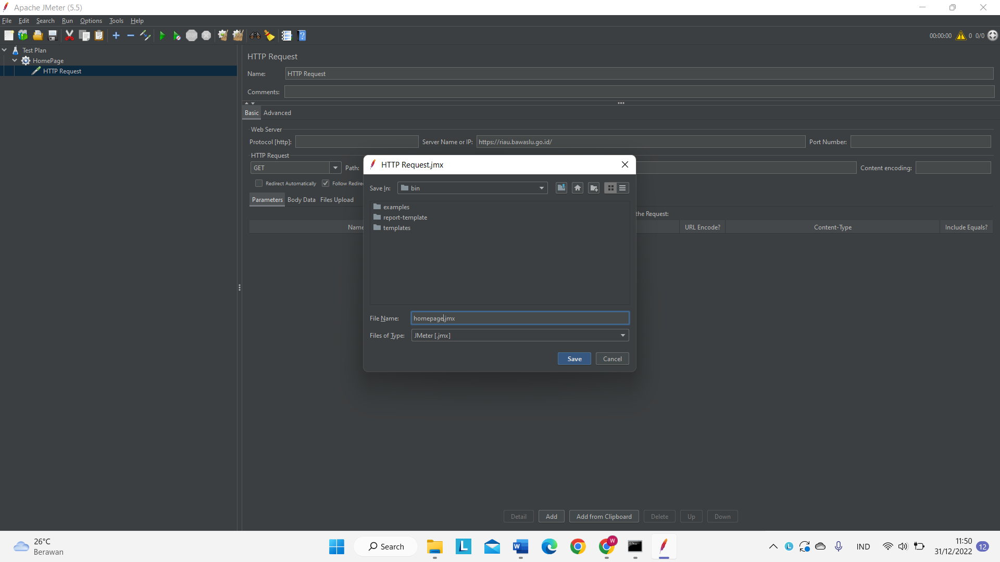 Apache JMeter (5.5)
File Edit Search Run Options Tools Help
00:00:00 0 0/0
Test Plan
HomePage
HTTP Request
HTTP Request
Name: HTTP Request
Comments:
Basic Advanced
Web Server
Protocol [http]: Server Name or IP: https://riau.bawaslu.go.id/ Port Number:
HTTP Request
GET Path: Content encoding:
Redirect Automatically Follow Redire
Parameters Body Data Files Upload
the Request:
Name URL Encode? Content-Type Include Equals?
HTTP Request.jmx
Save In: bin
examples
report-template
templates
File Name: homepage.jmx
Files of Type: JMeter [.jmx]
Save Cancel
Detail Add Add from Clipboard Delete Up Down
26°C
Berawan
Search
L
W
W
L
IND
11:50
31/12/2022
12